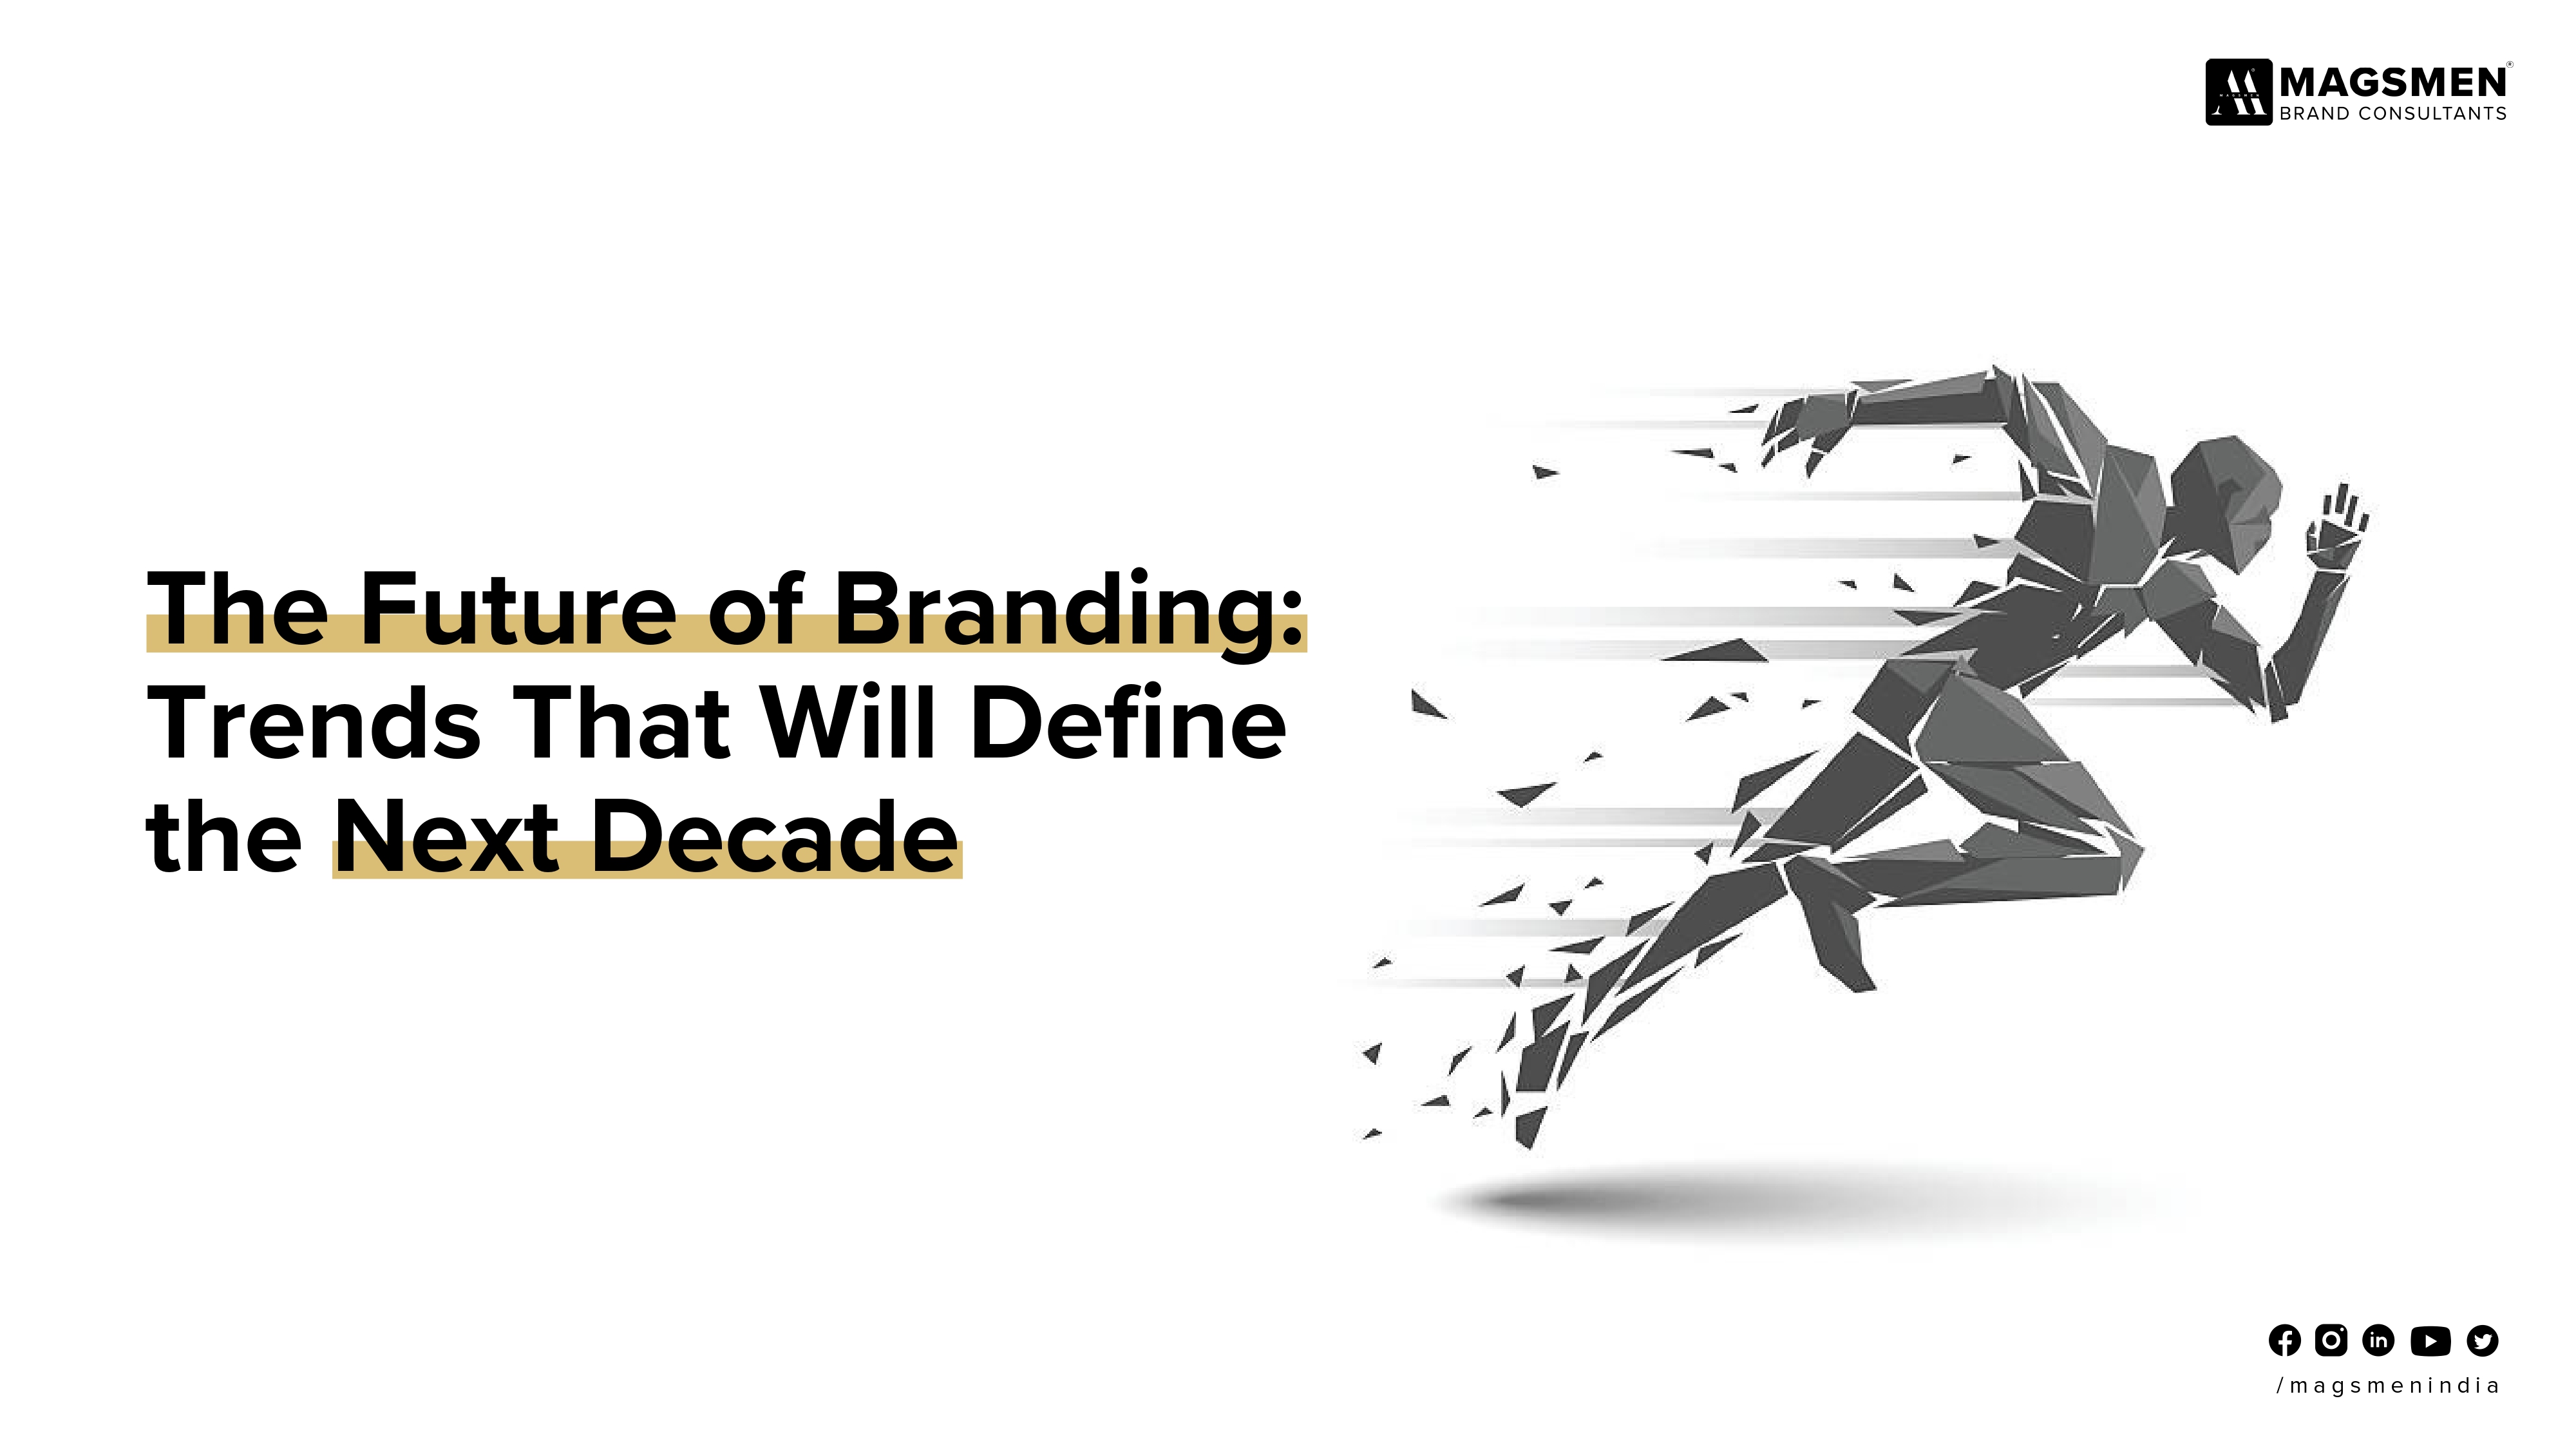 MAGSMEN®
BRAND CONSULTANTS
The Future of Branding:
Trends That Will Define
the Next Decade
/magsmenindia